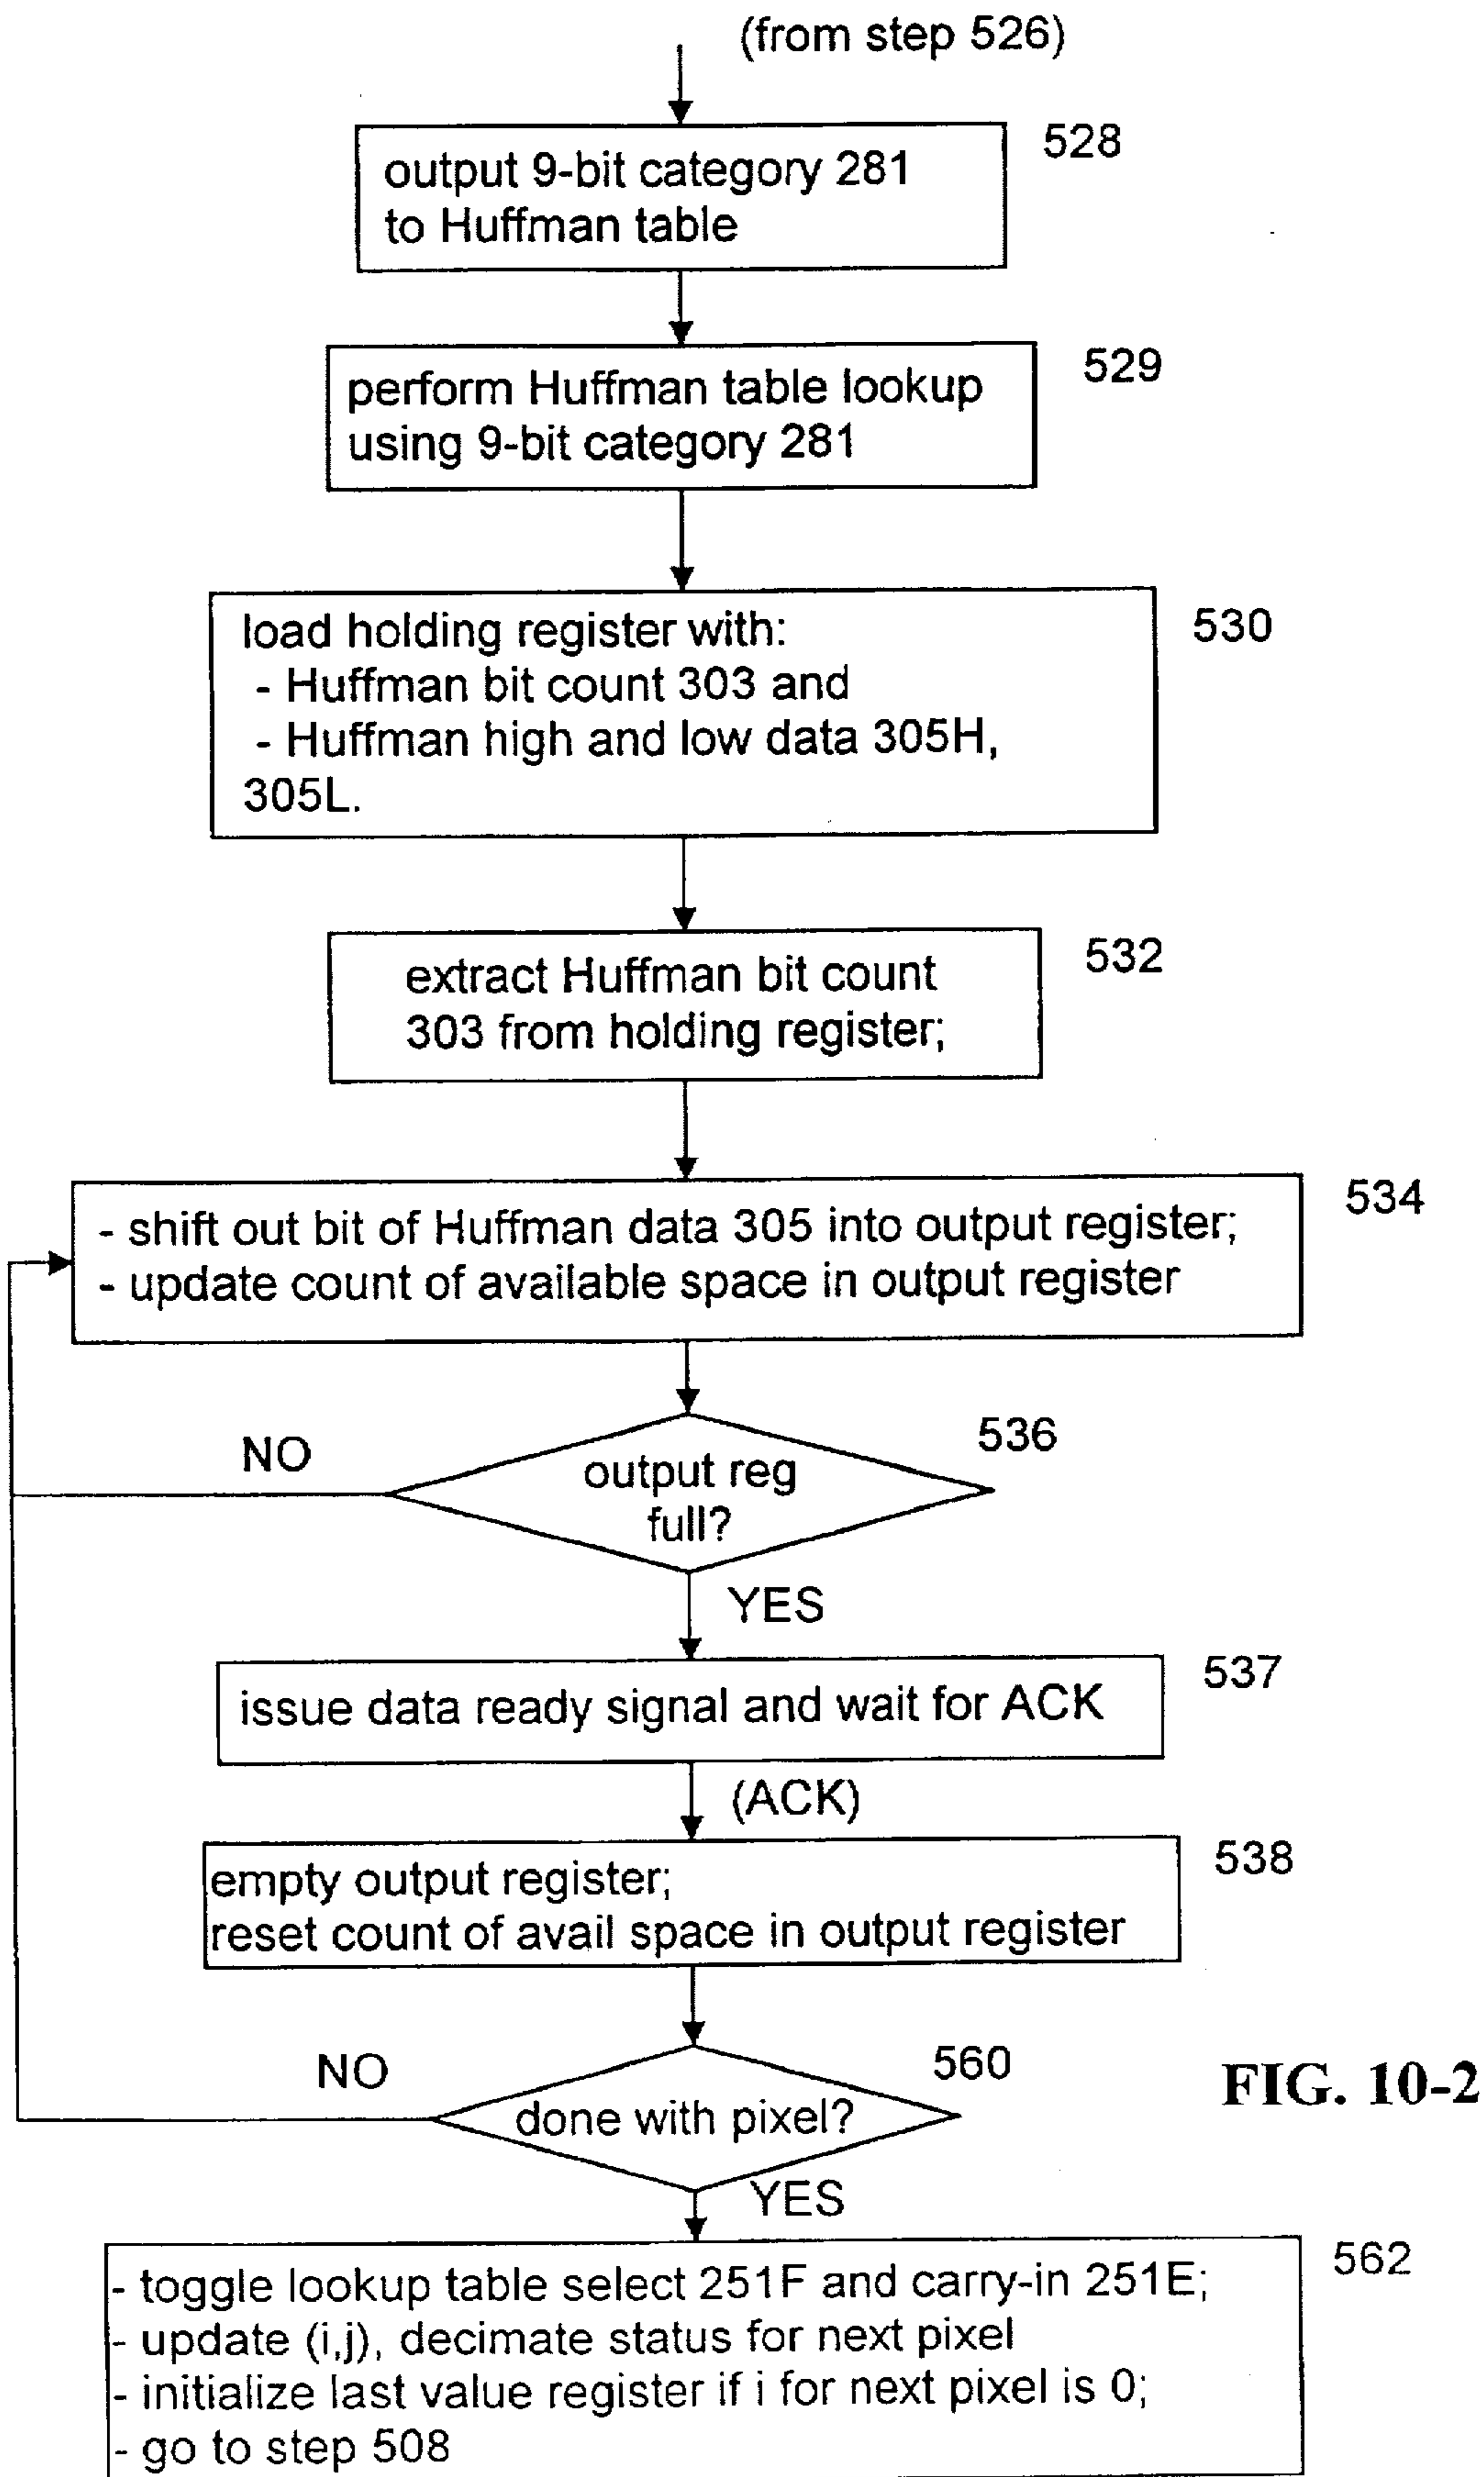 (from step 526)
528
output 9-bit category 281
to Huffman table
529
perform Huffman table lookup
using 9-bit category 281
530
load holding register with:
- Huffman bit count 303 and
- Huffman high and low data 305H,
305L.
532
extract Huffman bit count
303 from holding register;
534
- shift out bit of Huffman data 305 into output register;
- update count of available space in output register
536
NO
output reg
full?
YES
537
issue data ready signal and wait for ACK
(ACK)
538
empty output register;
reset count of avail space in output register
560
NO
done with pixel?
FIG. 10-2
YES
562
- toggle lookup table select 251F and carry-in 251E;
- update (i,j), decimate status for next pixel
- initialize last value register if i for next pixel is 0;
- go to step 508